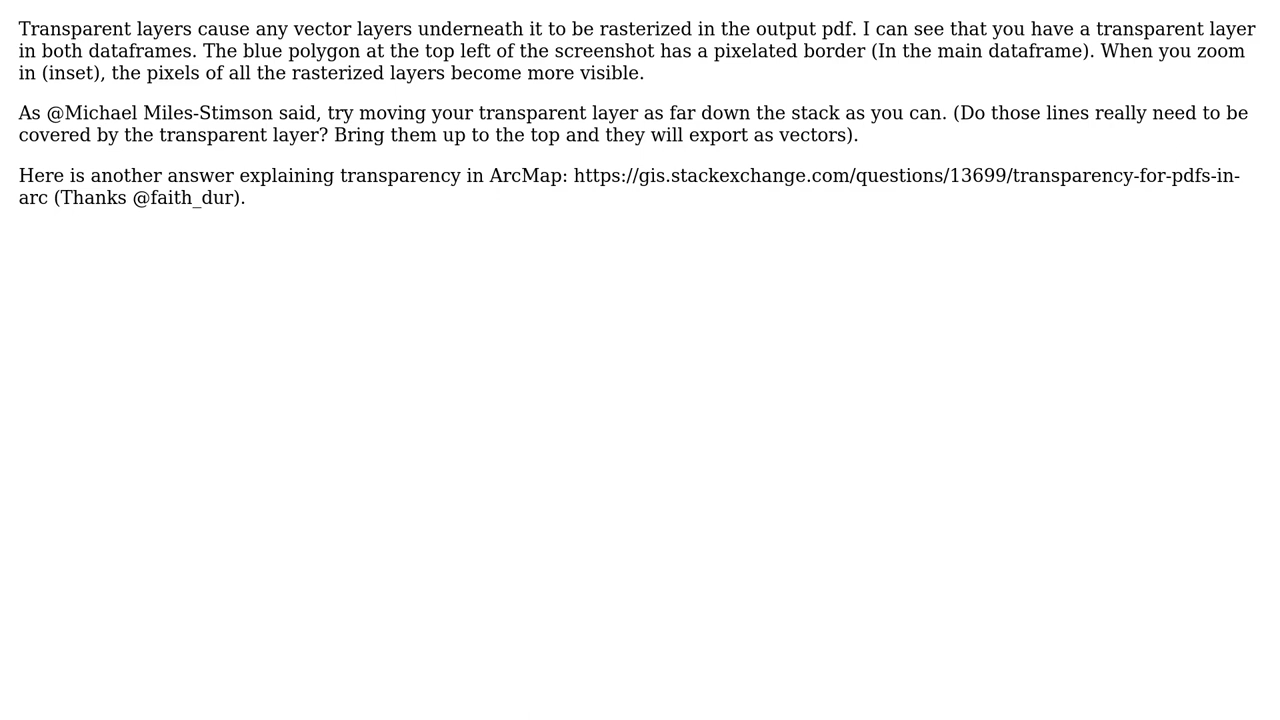 Transparent layers cause any vector layers underneath it to be rasterized in the output pdf. I can see that you have a transparent layer
in both dataframes. The blue polygon at the top left of the screenshot has a pixelated border (In the main dataframe). When you zoom
in (inset), the pixels of all the rasterized layers become more visible.
As @Michael Miles-Stimson said, try moving your transparent layer as far down the stack as you can. (Do those lines really need to be
covered by the transparent layer? Bring them up to the top and they will export as vectors).
Here is another answer explaining transparency in ArcMap: https://gis.stackexchange.com/questions/13699/transparency-for-pdfs-in-
arc (Thanks @faith_dur).